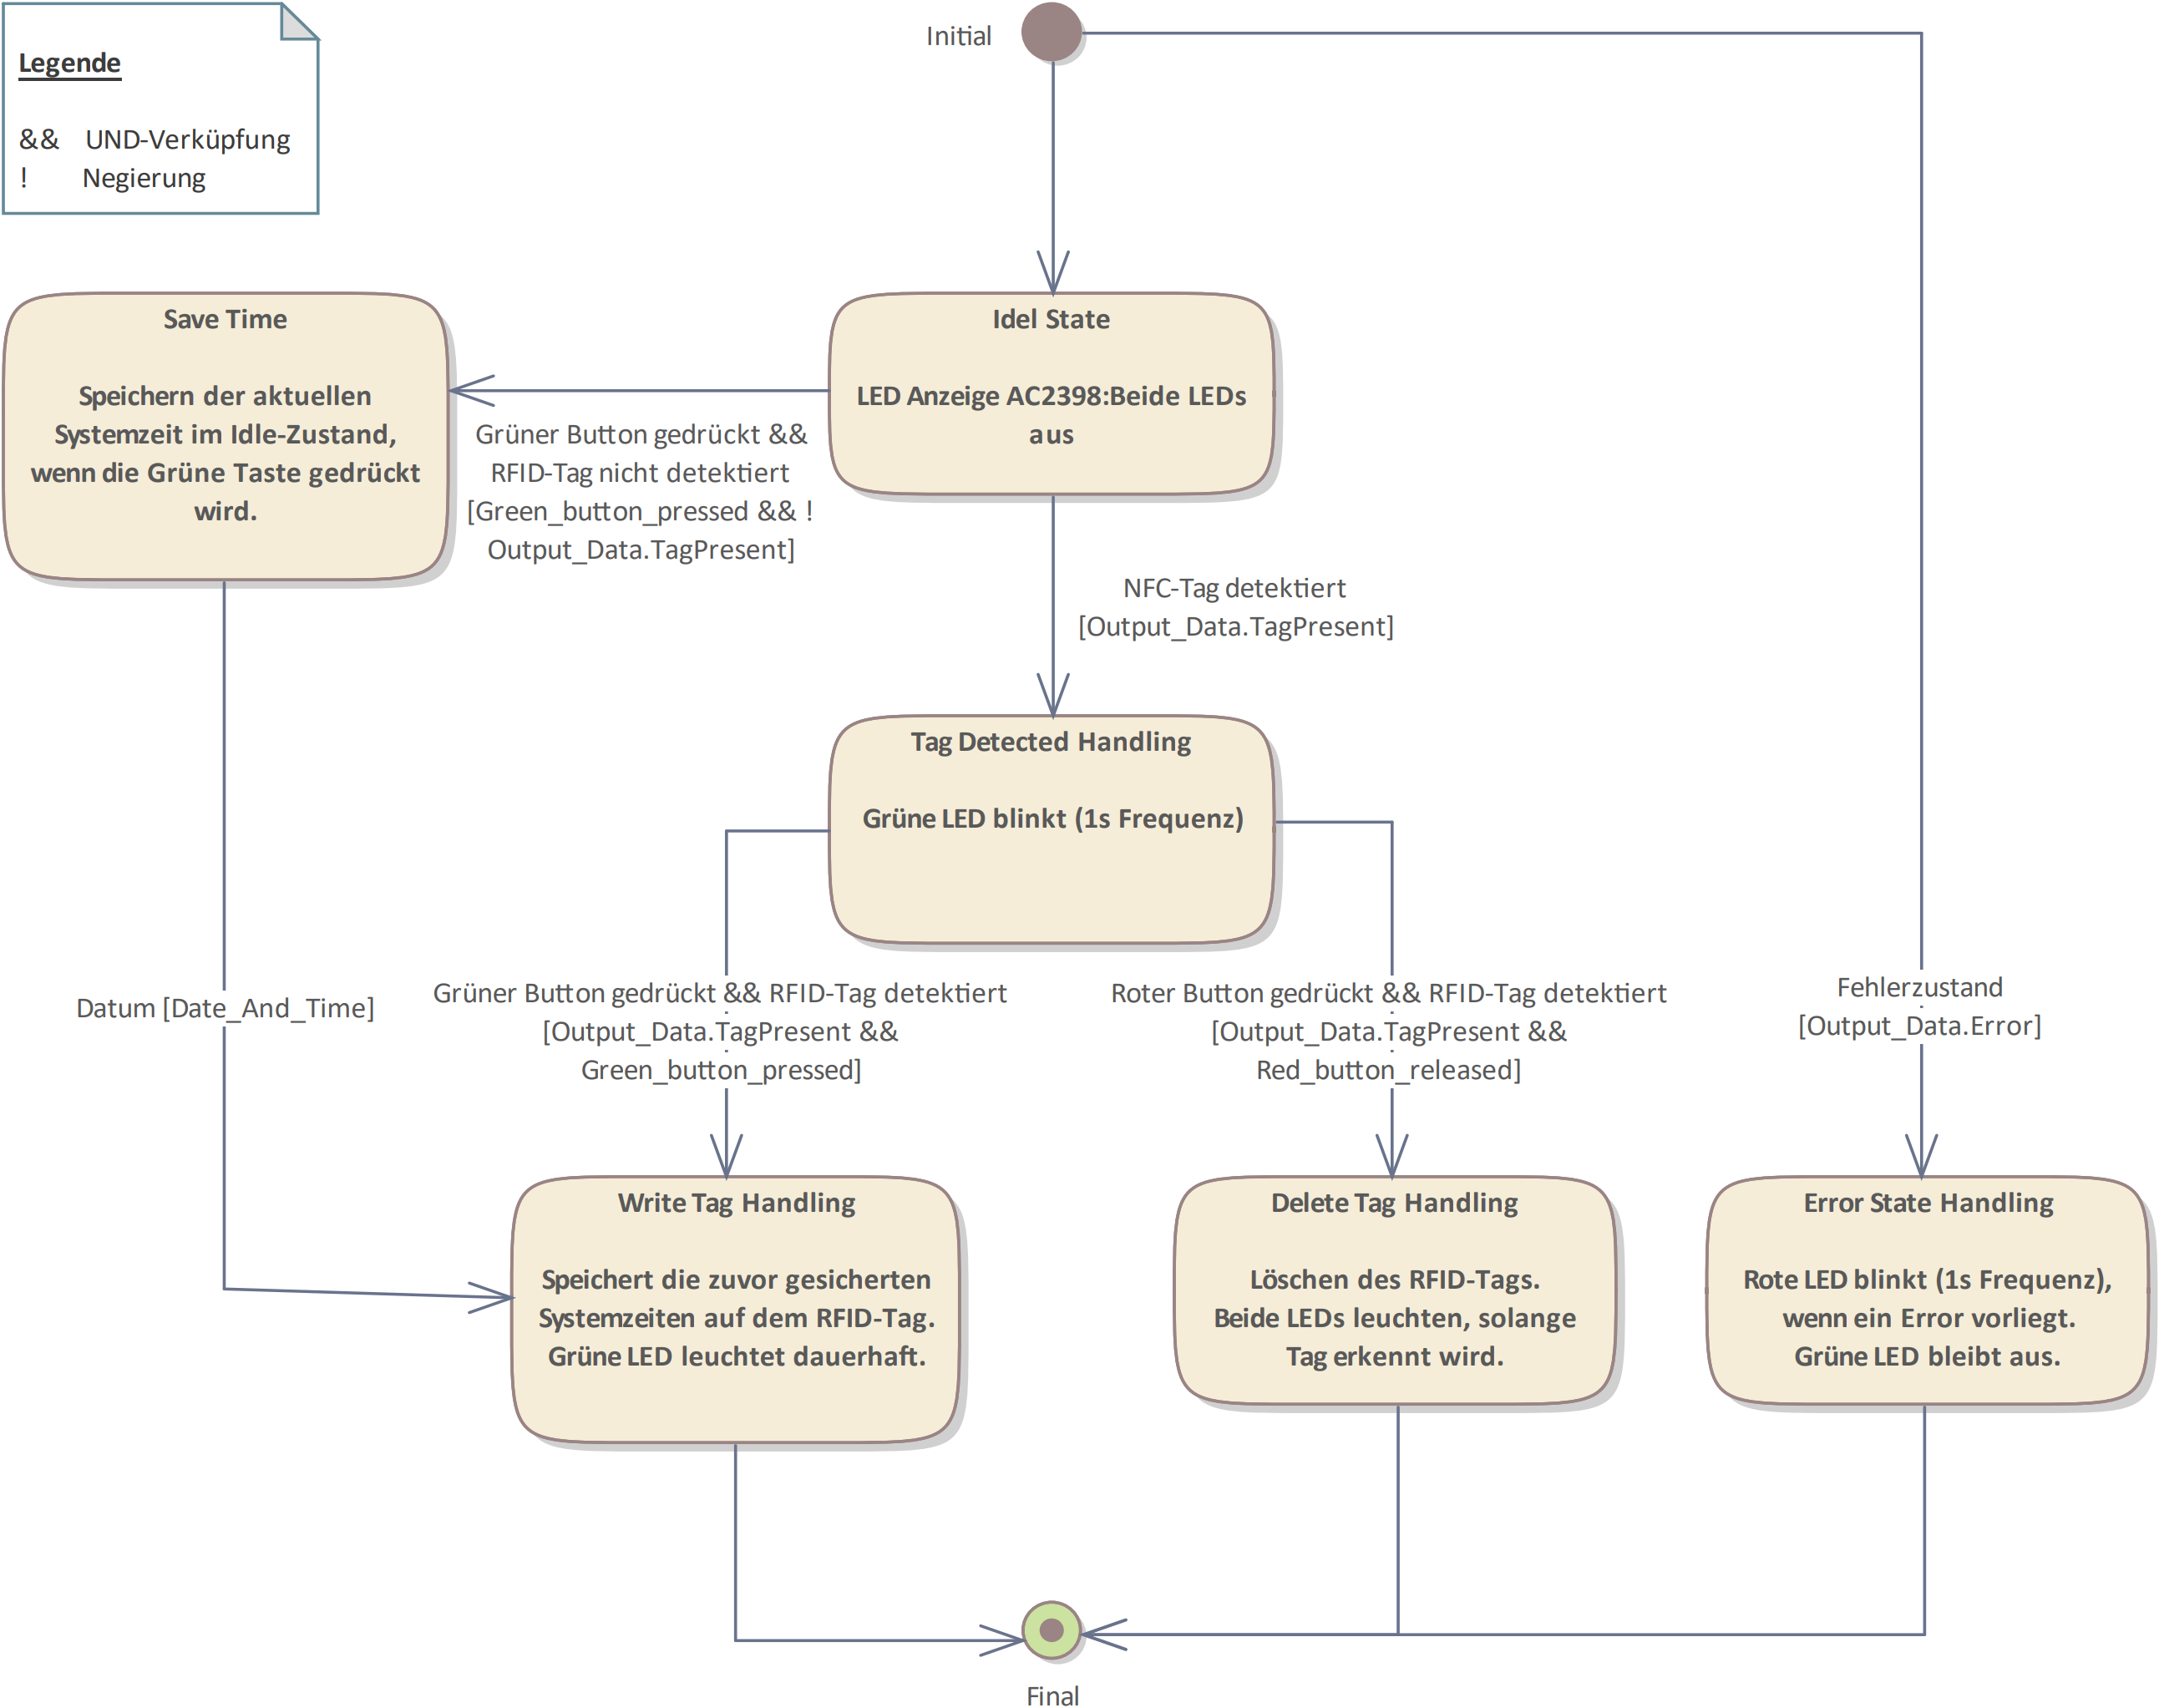 Legende
&& UND-Verküpfung
! Negierung
Initial
Save Time
Speichern der aktuellen
Systemzeit im Idle-Zustand,
wenn die Grüne Taste gedrückt
wird.
Idel State
LED Anzeige AC2398:Beide LEDs
aus
Grüner Button gedrückt &&
RFID-Tag nicht detektiert
[Green_button_pressed && !
Output_Data.TagPresent]
NFC-Tag detektiert
[Output_Data.TagPresent]
Tag Detected Handling
Grüne LED blinkt (1s Frequenz)
Datum [Date_And_Time]
Grüner Button gedrückt && RFID-Tag detektiert
[Output_Data.TagPresent &&
Green_button_pressed]
Roter Button gedrückt && RFID-Tag detektiert
[Output_Data.TagPresent &&
Red_button_released]
Fehlerzustand
[Output_Data.Error]
Write Tag Handling
Speichert die zuvor gesicherten
Systemzeiten auf dem RFID-Tag.
Grüne LED leuchtet dauerhaft.
Delete Tag Handling
Löschen des RFID-Tags.
Beide LEDs leuchten, solange
Tag erkennt wird.
Error State Handling
Rote LED blinkt (1s Frequenz),
wenn ein Error vorliegt.
Grüne LED bleibt aus.
Final